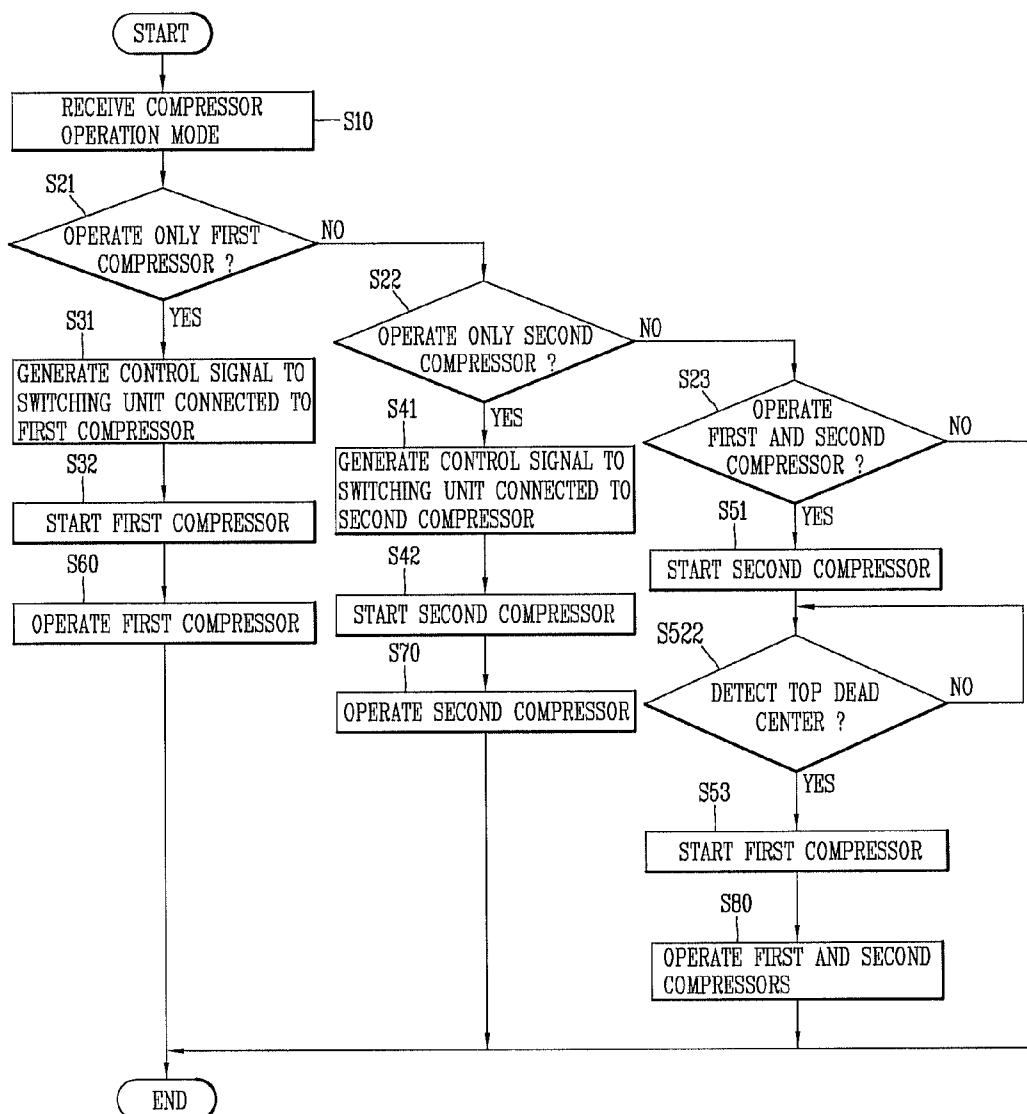 START
RECEIVE COMPRESSOR
OPERATION MODE
S10
S21
OPERATE ONLY FIRST
COMPRESSOR ?
NO
YES
S31
GENERATE CONTROL SIGNAL TO
SWITCHING UNIT CONNECTED TO
FIRST COMPRESSOR
S32
START FIRST COMPRESSOR
S60
OPERATE FIRST COMPRESSOR
S22
OPERATE ONLY SECOND
COMPRESSOR ?
NO
YES
S41
GENERATE CONTROL SIGNAL TO
SWITCHING UNIT CONNECTED TO
SECOND COMPRESSOR
S42
START SECOND COMPRESSOR
S70
OPERATE SECOND COMPRESSOR
S23
OPERATE
FIRST AND SECOND
COMPRESSOR ?
NO
YES
S51
START SECOND COMPRESSOR
S522
DETECT TOP DEAD
CENTER ?
NO
YES
S53
START FIRST COMPRESSOR
S80
OPERATE FIRST AND SECOND
COMPRESSORS
END